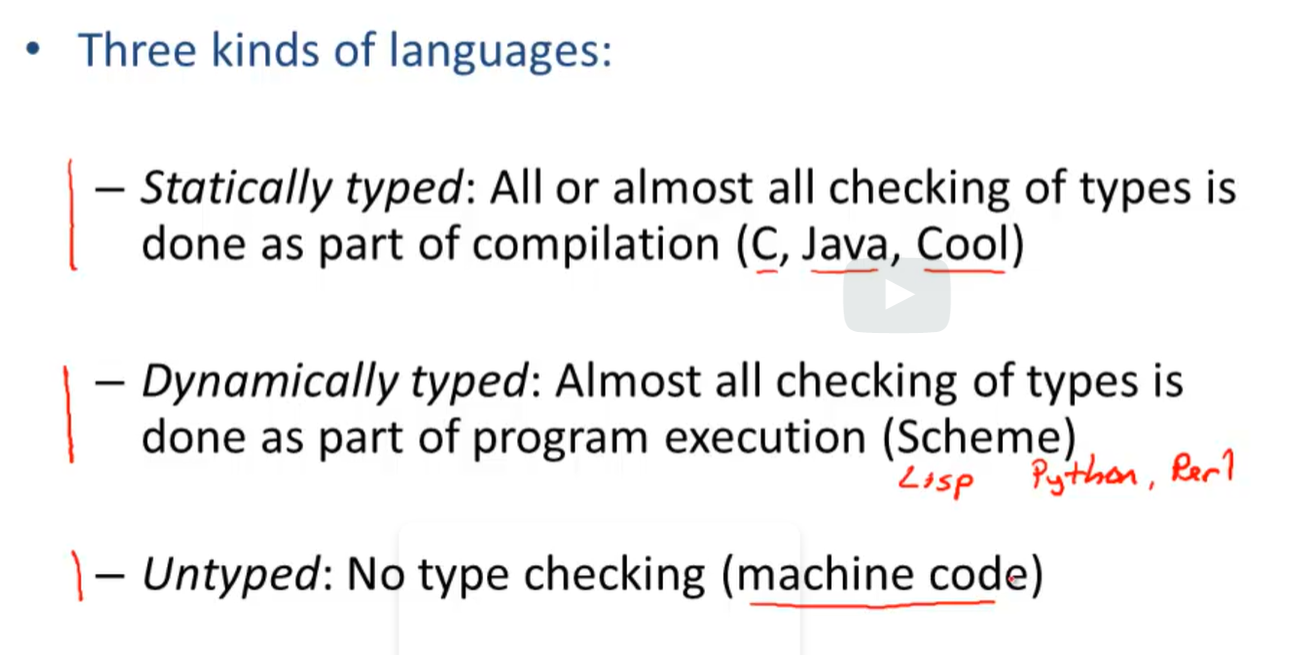 • Three kinds of languages:
– Statically typed: All or almost all checking of types is
done as part of compilation (C, Java, Cool)
– Dynamically typed: Almost all checking of types is
done as part of program execution (Scheme)
Lisp Python, Perl
– Untyped: No type checking (machine code)